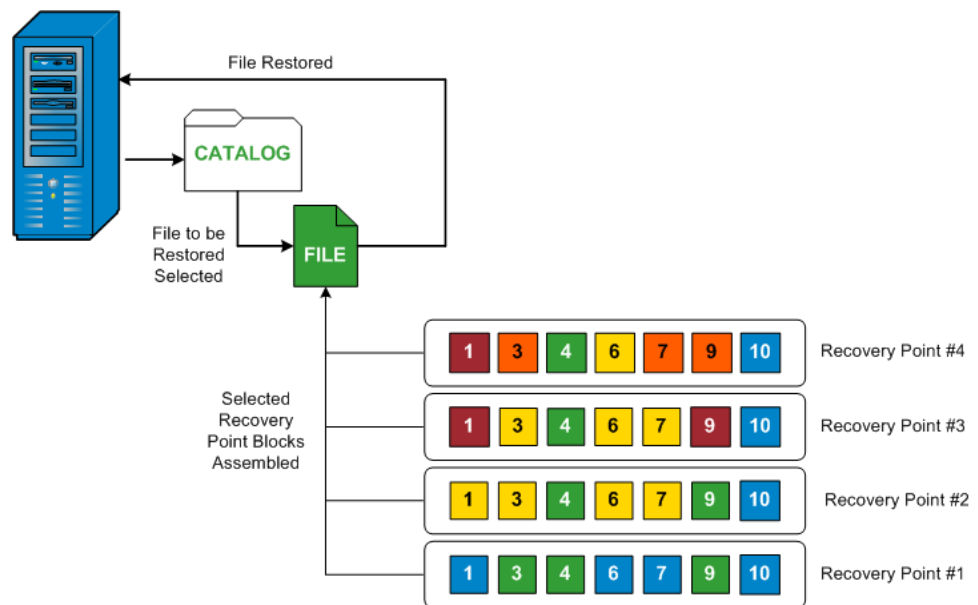 File Restored
CATALOG
File to be
Restored
Selected
FILE
Selected
Recovery
Point Blocks
Assembled
1 3 4 6 7 9 10 Recovery Point #4
1 3 4 6 7 9 10 Recovery Point #3
1 3 4 6 7 9 10 Recovery Point #2
1 3 4 6 7 9 10 Recovery Point #1